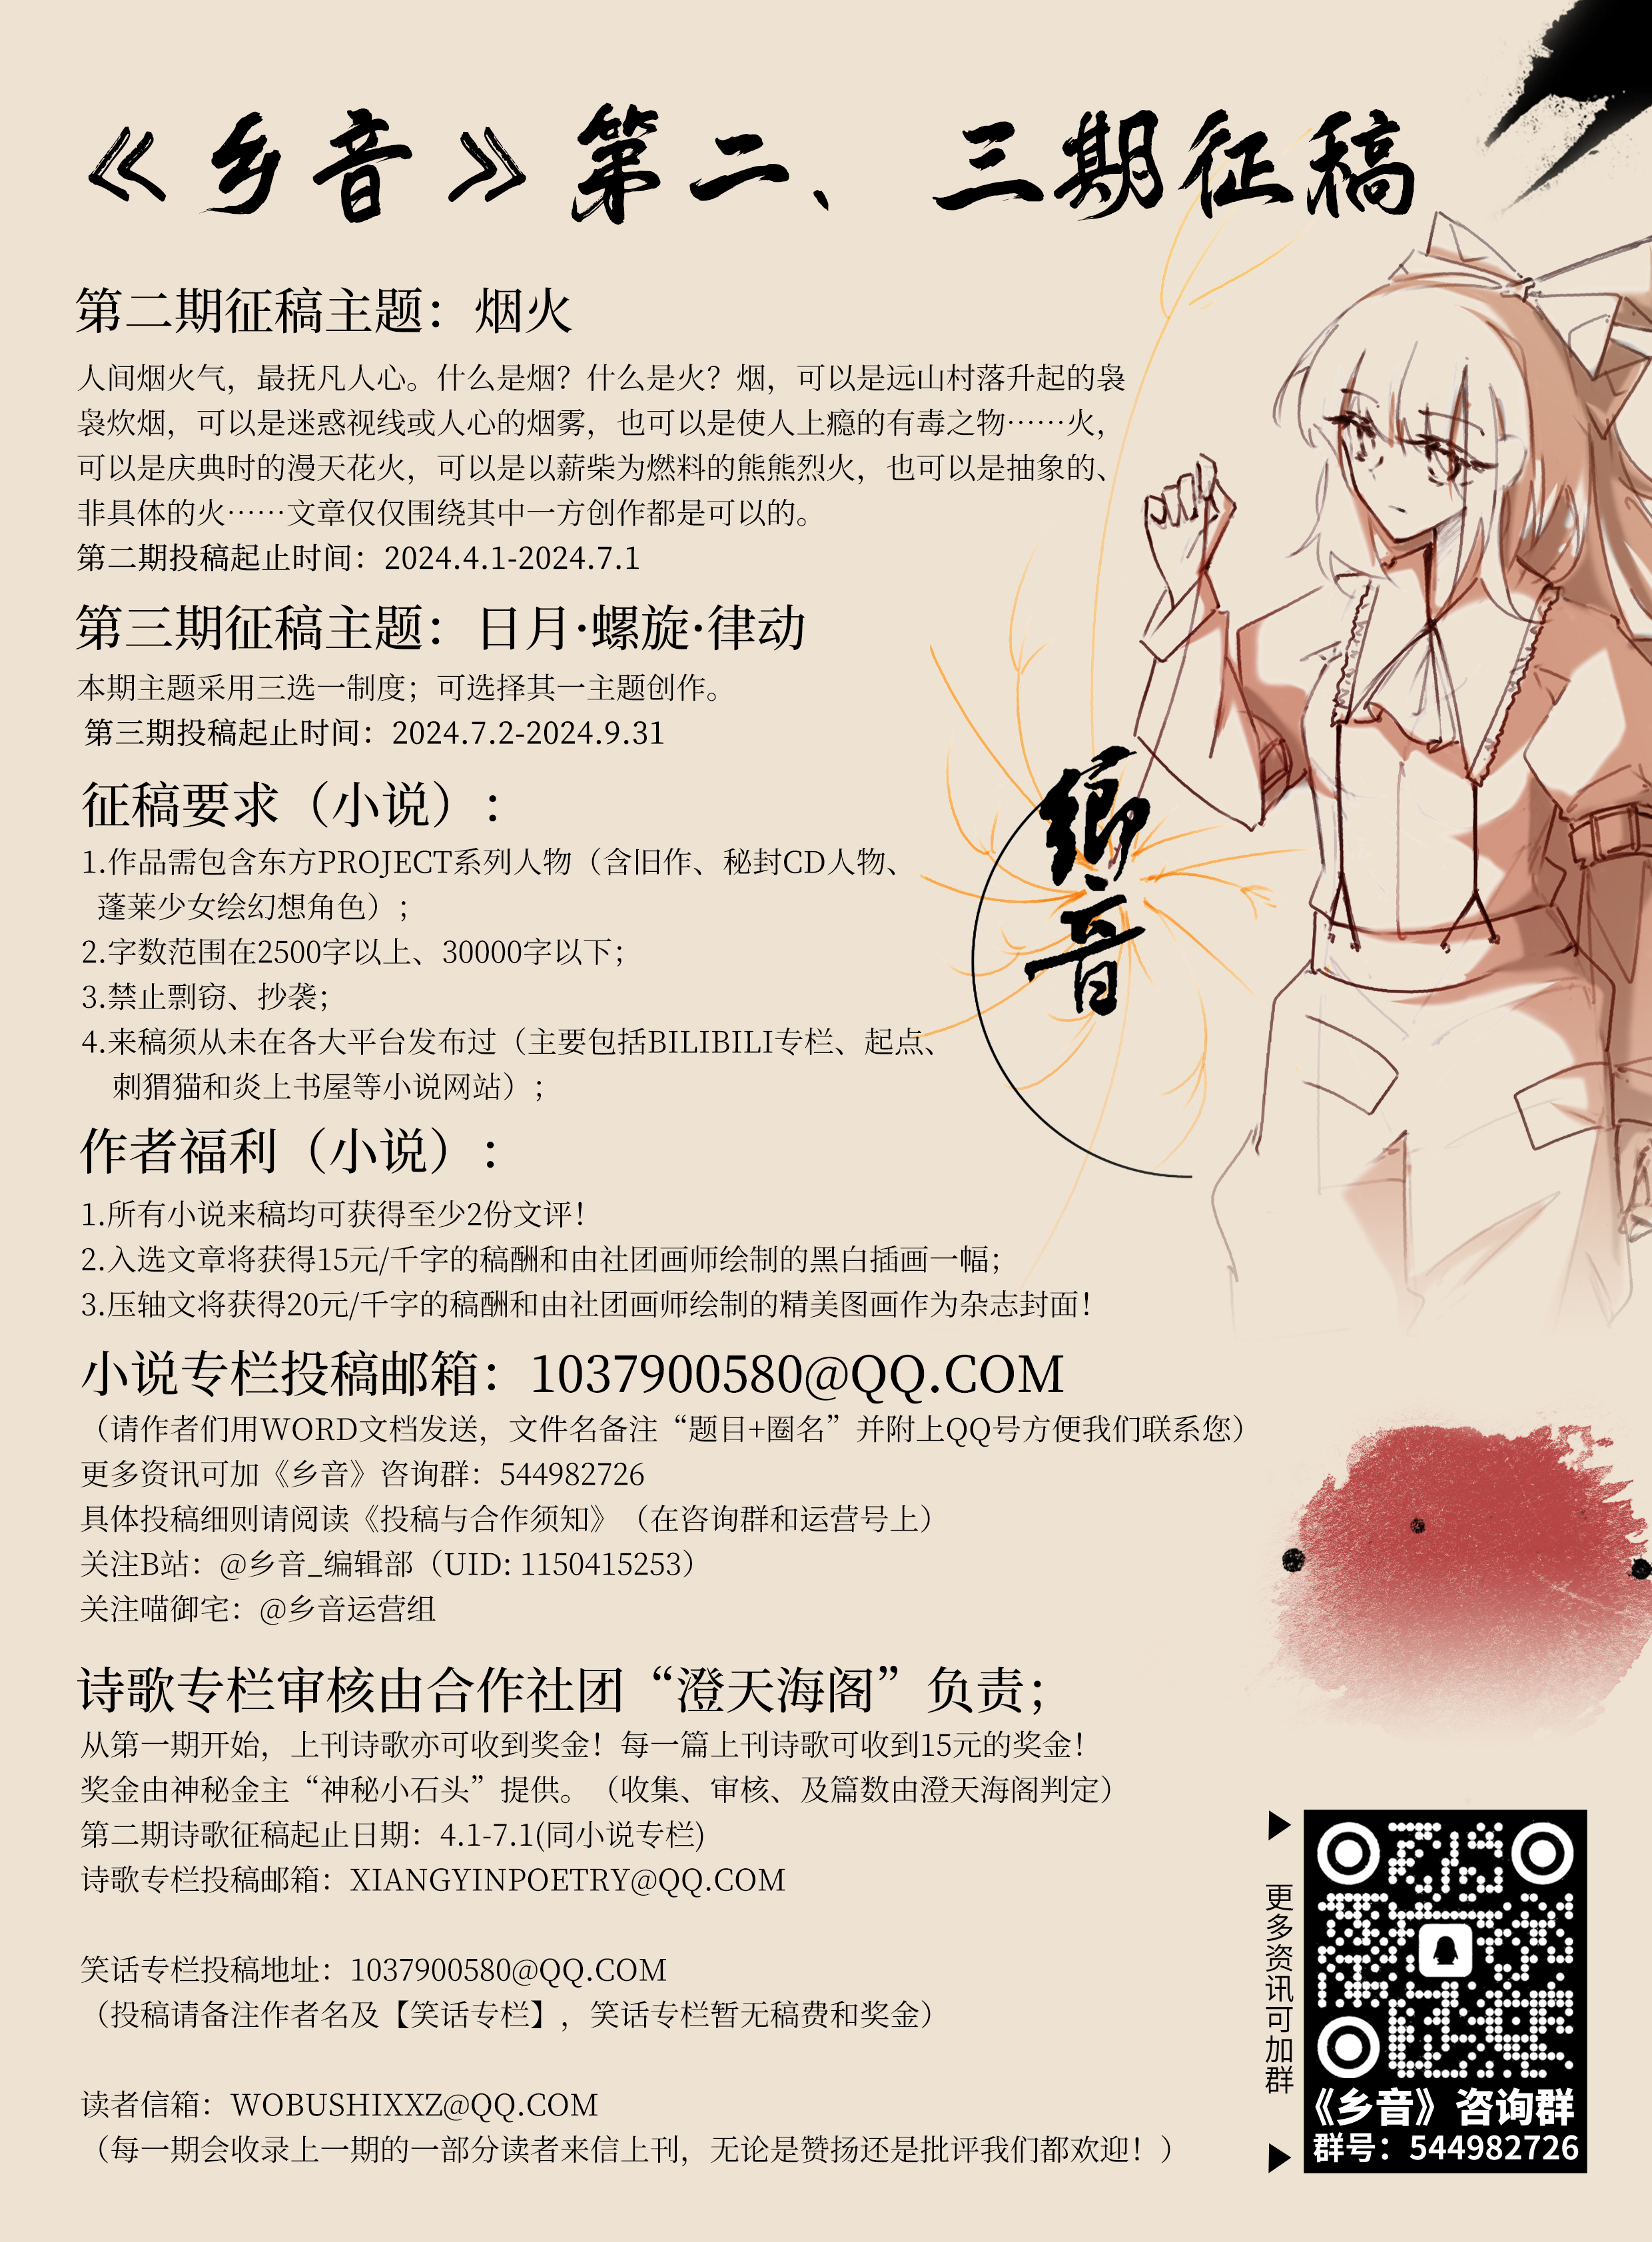 《乡音》第二、三期征稿
第二期征稿主题：烟火
人间烟火气，最抚凡人心。什么是烟？什么是火？烟，可以是远山村落升起的袅
袅炊烟，可以是迷惑视线或人心的烟雾，也可以是使人上瘾的有毒之物……火，
可以是庆典时的漫天花火，可以是以薪柴为燃料的熊熊烈火，也可以是抽象的、
非具体的火……文章仅仅围绕其中一方创作都是可以的。
第二期投稿起止时间：2024.4.1-2024.7.1
第三期征稿主题：日月·螺旋·律动
本期主题采用三选一制度；可选择其一主题创作。
第三期投稿起止时间：2024.7.2-2024.9.31
征稿要求（小说）：
1.作品需包含东方PROJECT系列人物（含旧作、秘封CD人物、
蓬莱少女绘幻想角色）；
2.字数范围在2500字以上、30000字以下；
3.禁止剽窃、抄袭；
4.来稿须从未在各大平台发布过（主要包括BILIBILI专栏、起点、
刺猬猫和炎上书屋等小说网站）；
鄉音
作者福利（小说）：
1.所有小说来稿均可获得至少2份文评！
2.入选文章将获得15元/千字的稿酬和由社团画师绘制的黑白插画一幅；
3.压轴文将获得20元/千字的稿酬和由社团画师绘制的精美图画作为杂志封面！
小说专栏投稿邮箱：1037900580@QQ.COM
（请作者们用WORD文档发送，文件名备注“题目+圈名”并附上QQ号方便我们联系您）
更多资讯可加《乡音》咨询群：544982726
具体投稿细则请阅读《投稿与合作须知》（在咨询群和运营号上）
关注B站：@乡音_编辑部（UID: 1150415253）
关注喵御宅：@乡音运营组
诗歌专栏审核由合作社团“澄天海阁”负责；
从第一期开始，上刊诗歌亦可收到奖金！每一篇上刊诗歌可收到15元的奖金！
奖金由神秘金主“神秘小石头”提供。（收集、审核、及篇数由澄天海阁判定）
第二期诗歌征稿起止日期：4.1-7.1(同小说专栏)
诗歌专栏投稿邮箱：XIANGYINPOETRY@QQ.COM
笑话专栏投稿地址：1037900580@QQ.COM
（投稿请备注作者名及【笑话专栏】，笑话专栏暂无稿费和奖金）
读者信箱：WOBUSHIXXZ@QQ.COM
（每一期会收录上一期的一部分读者来信上刊，无论是赞扬还是批评我们都欢迎！）
更多资讯可加群
《乡音》咨询群
群号：544982726